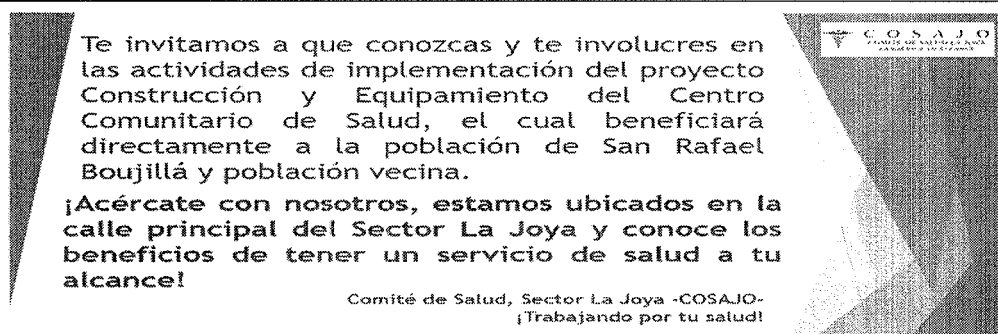 Te invitamos a que conozcas y te involucres en
las actividades de implementación del proyecto
Construcción y Equipamiento del Centro
Comunitario de Salud, el cual beneficiará
directamente a la población de San Rafael
Boujillá y población vecina.
¡Acércate con nosotros, estamos ubicados en la
calle principal del Sector La Joya y conoce los
beneficios de tener un servicio de salud a tu
alcance!
Comité de Salud, Sector La Joya -COSAJO-
¡Trabajando por tu salud!
COSAJO